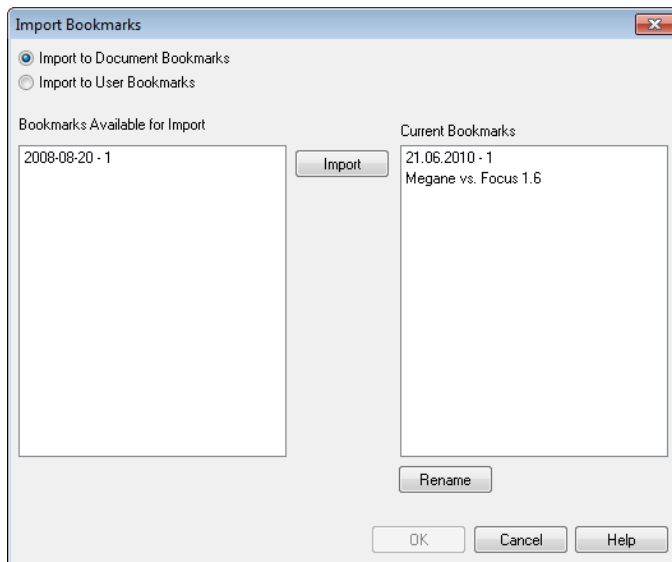 Import Bookmarks
Import to Document Bookmarks
Import to User Bookmarks
Bookmarks Available for Import
Current Bookmarks
2008-08-20 - 1
Import
21.06.2010 - 1
Megane vs. Focus 1.6
Rename
OK
Cancel
Help